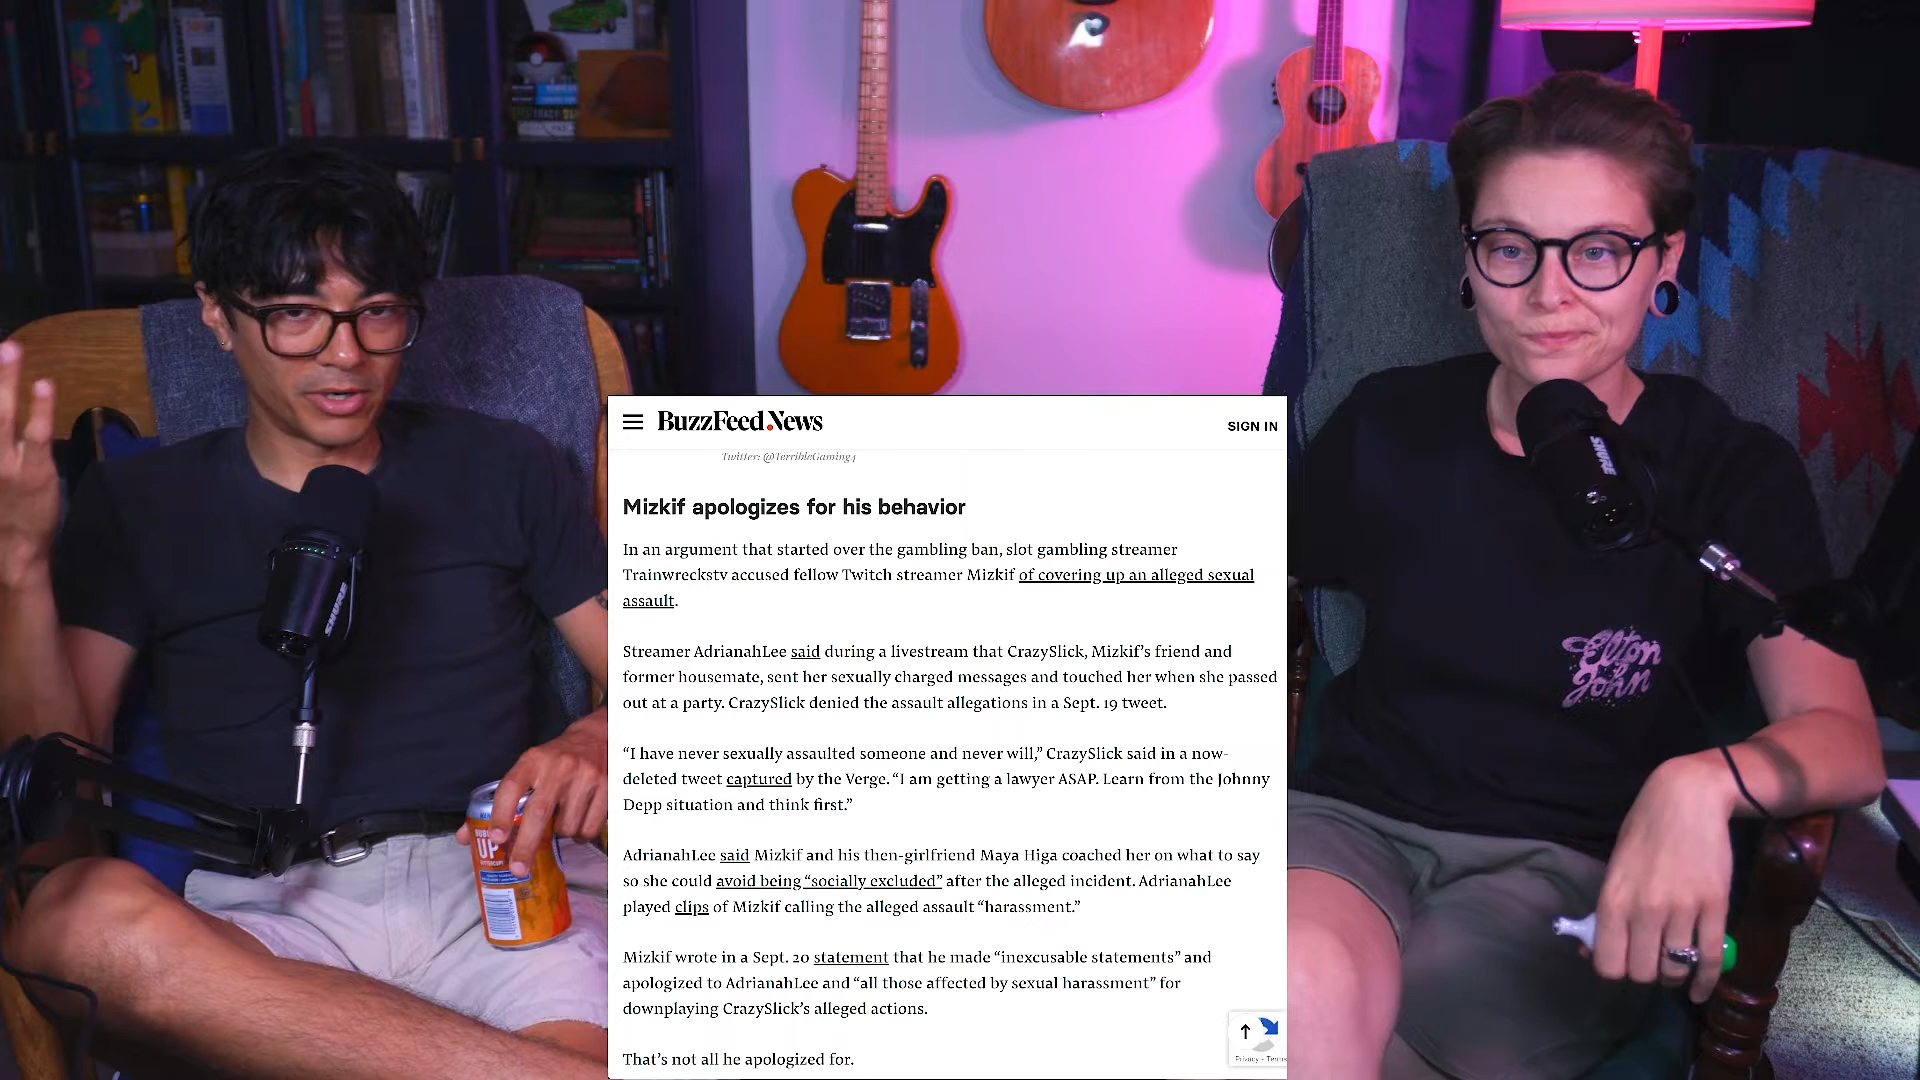 BuzzFeed.News
SIGN IN
Twitter: @TerribleGaming4
Mizkif apologizes for his behavior
In an argument that started over the gambling ban, slot gambling streamer
Trainwreckstv accused fellow Twitch streamer Mizkif of covering up an alleged sexual
assault.
Streamer AdrianahLee said during a livestream that CrazySlick, Mizkif’s friend and
former housemate, sent her sexually charged messages and touched her when she passed
out at a party. CrazySlick denied the assault allegations in a Sept. 19 tweet.
“I have never sexually assaulted someone and never will,” CrazySlick said in a now-
deleted tweet captured by the Verge. “I am getting a lawyer ASAP. Learn from the Johnny
Depp situation and think first.”
AdrianahLee said Mizkif and his then-girlfriend Maya Higa coached her on what to say
so she could avoid being “socially excluded” after the alleged incident. AdrianahLee
played clips of Mizkif calling the alleged assault “harassment.”
Mizkif wrote in a Sept. 20 statement that he made “inexcusable statements” and
apologized to AdrianahLee and “all those affected by sexual harassment” for
downplaying CrazySlick’s alleged actions.
That’s not all he apologized for.
Privacy - Terms
SHURE
SHURE
Elton
John
UP